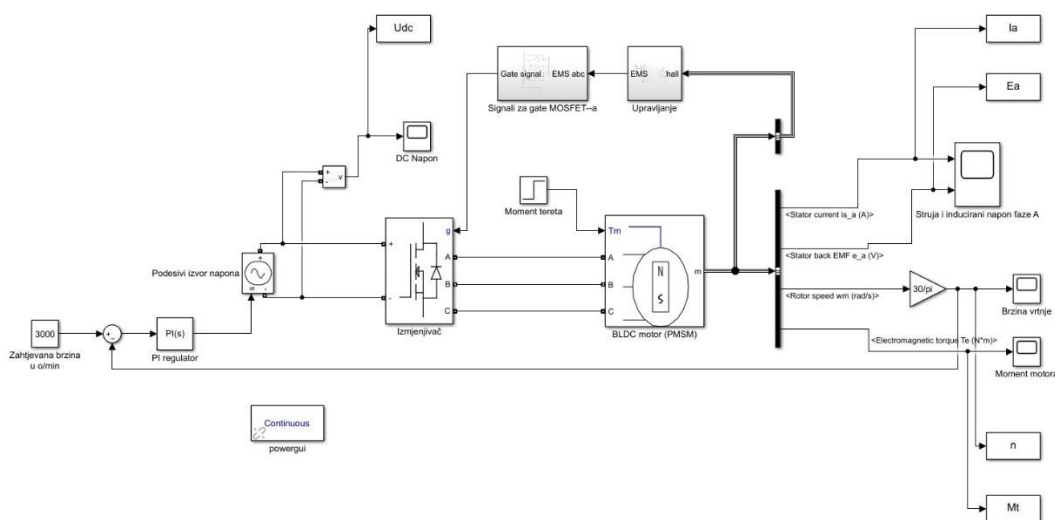 Udc
Ia
Gate signal
EMS abc
EMS
hall
Signali za gate MOSFET--a
Upravljanje
Ea
DC Napon
+
-
v
Moment tereta
Struja i inducirani napon faze A
<Stator current is_a (A)>
g
Tm
+
A
A
<Stator back EMF e_a (V)>
Podesivi izvor napona
+
-
s
B
B
N
S
m
<Rotor speed wm (rad/s)>
30/pi
-
C
C
Izmjenjivač
BLDC motor (PMSM)
Brzina vrtnje
3000
PI(s)
Zahtjevana brzina
u o/min
PI regulator
<Electromagnetic torque Te (N*m)>
Moment motora
Continuous
powergui
n
Mt